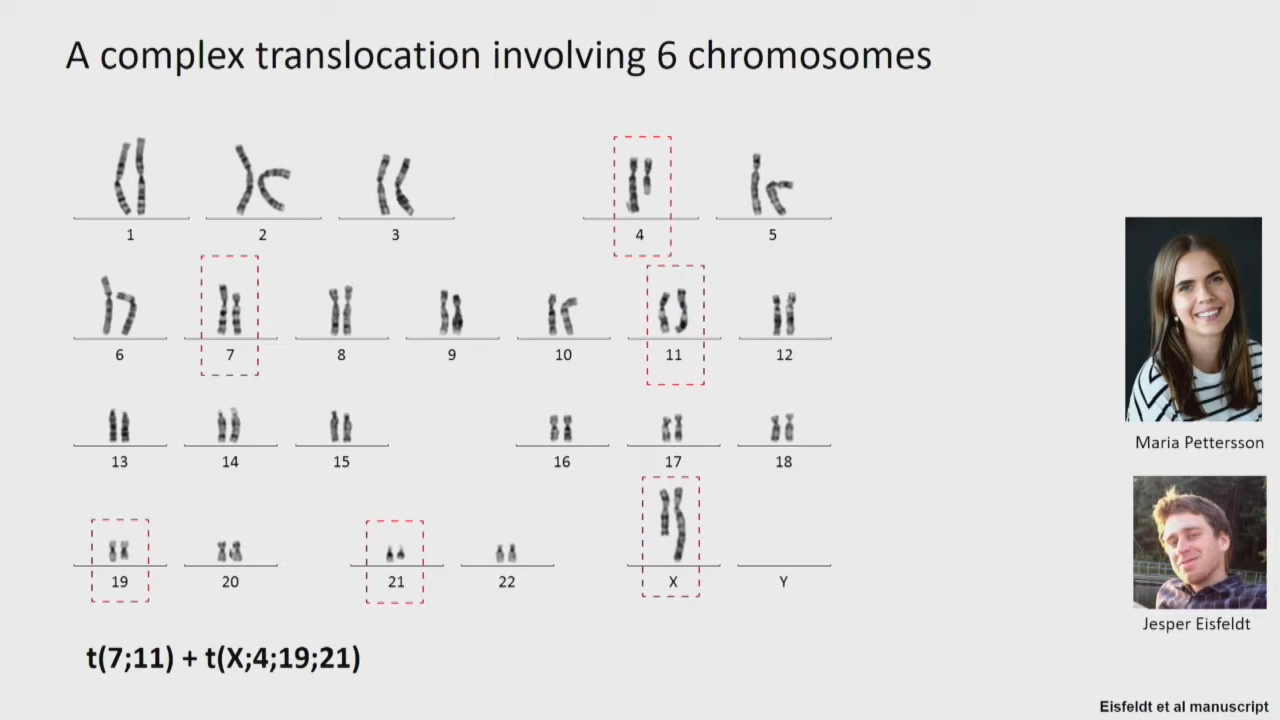 A complex translocation involving 6 chromosomes
1 2 3 4 5
6 7 8 9 10 11 12
13 14 15 16 17 18
19 20 21 22 X Y
t(7;11) + t(X;4;19;21)
Maria Pettersson
Jesper Eisfeldt
Eisfeldt et al manuscript